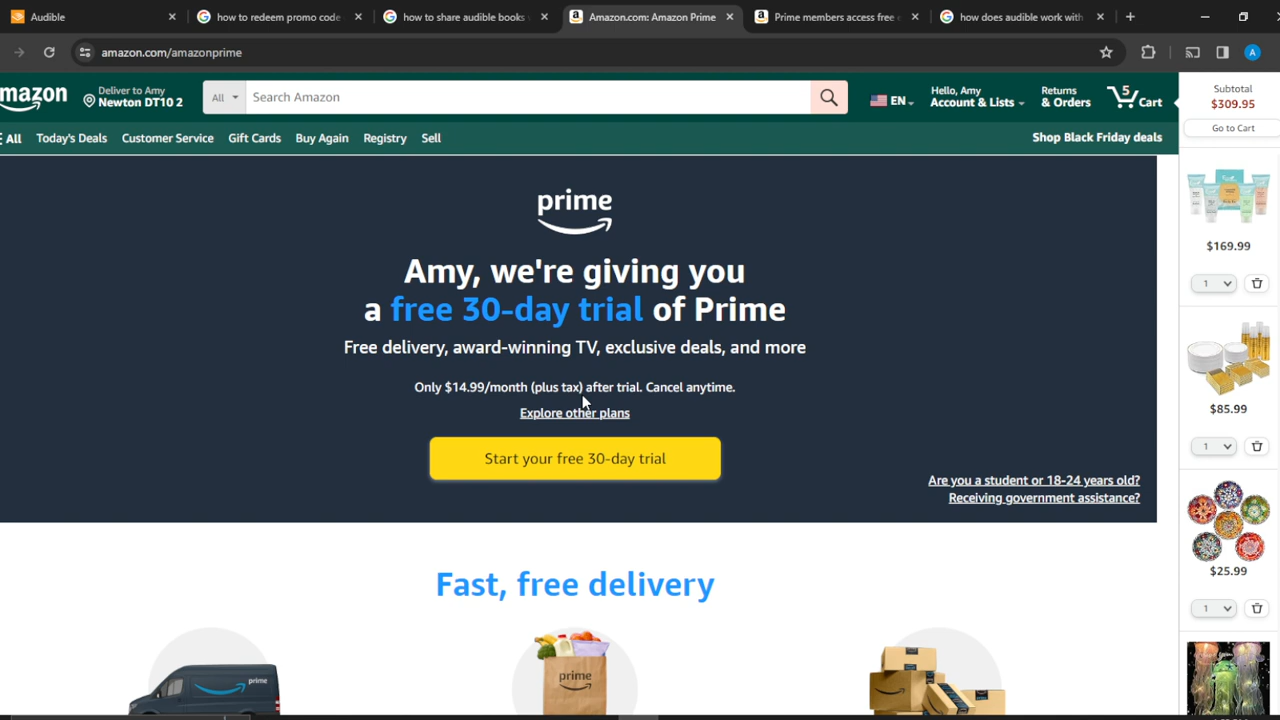 Audible
how to redeem promo code
how to share audible books
Amazon.com: Amazon Prime
Prime members access free
how does audible work with
amazon.com/amazonprime
A
mazon
Deliver to Amy
Newton DT10 2
All
Search Amazon
EN
Hello, Amy
Account & Lists
Returns
& Orders
5
Cart
Subtotal
$309.95
Go to Cart
All
Today's Deals
Customer Service
Gift Cards
Buy Again
Registry
Sell
Shop Black Friday deals
prime
Amy, we're giving you
a free 30-day trial of Prime
Free delivery, award-winning TV, exclusive deals, and more
Only $14.99/month (plus tax) after trial. Cancel anytime.
Explore other plans
Start your free 30-day trial
Are you a student or 18-24 years old?
Receiving government assistance?
$169.99
1
$85.99
1
$25.99
1
Fast, free delivery
prime
prime